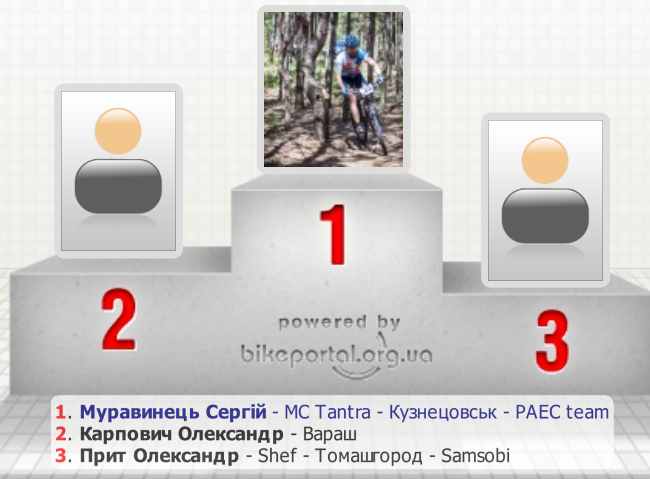 1
2
3
powered by
bikeportal.org.ua
1. Муравинець Сергій - MC Tantra - Кузнецовськ - РАЕС team
2. Карпович Олександр - Вараш
3. Прит Олександр - Shef - Томашгород - Samsobi